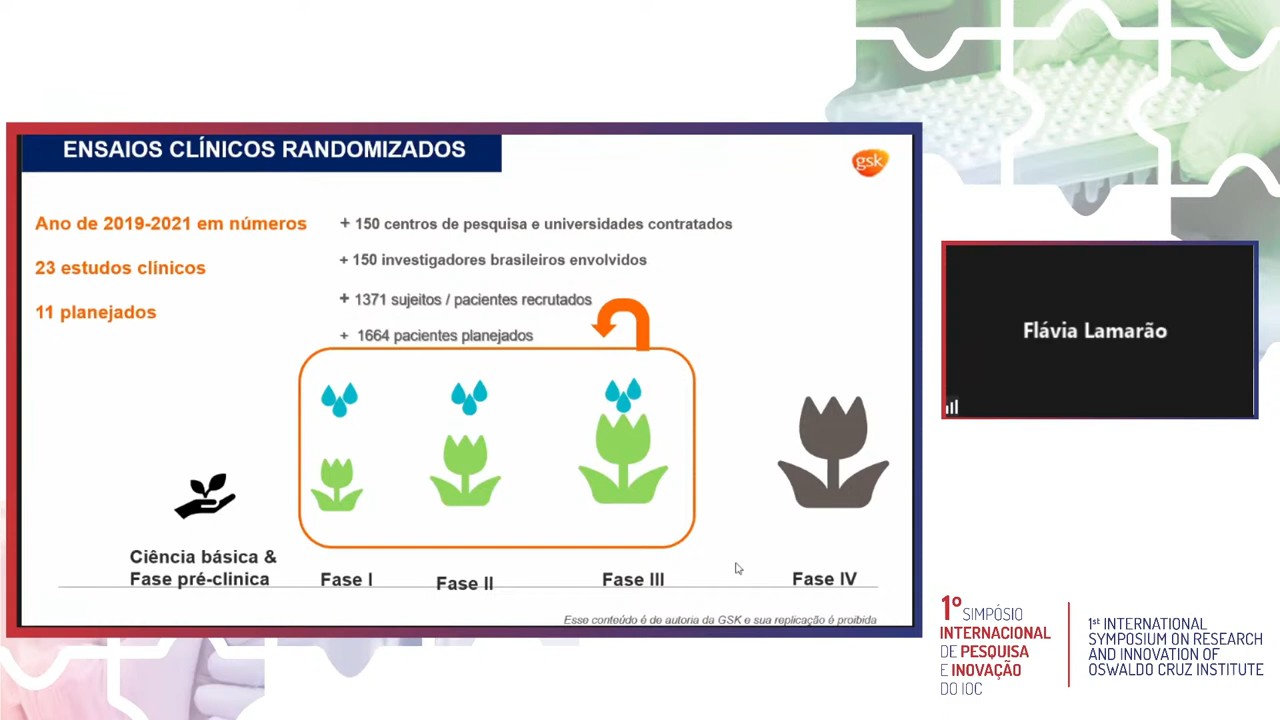 ENSAIOS CLÍNICOS RANDOMIZADOS
gsk
Ano de 2019-2021 em números
23 estudos clínicos
11 planejados
+ 150 centros de pesquisa e universidades contratados
+ 150 investigadores brasileiros envolvidos
+ 1371 sujeitos / pacientes recrutados
+ 1664 pacientes planejados
Ciência básica &
Fase pré-clinica
Fase I
Fase II
Fase III
Fase IV
Esse conteúdo é de autoria da GSK e sua replicação é proibida
Flávia Lamarão
1º SIMPÓSIO
INTERNACIONAL
DE PESQUISA
E INOVAÇÃO
DO IOC
1st INTERNATIONAL
SYMPOSIUM ON RESEARCH
AND INNOVATION OF
OSWALDO CRUZ INSTITUTE